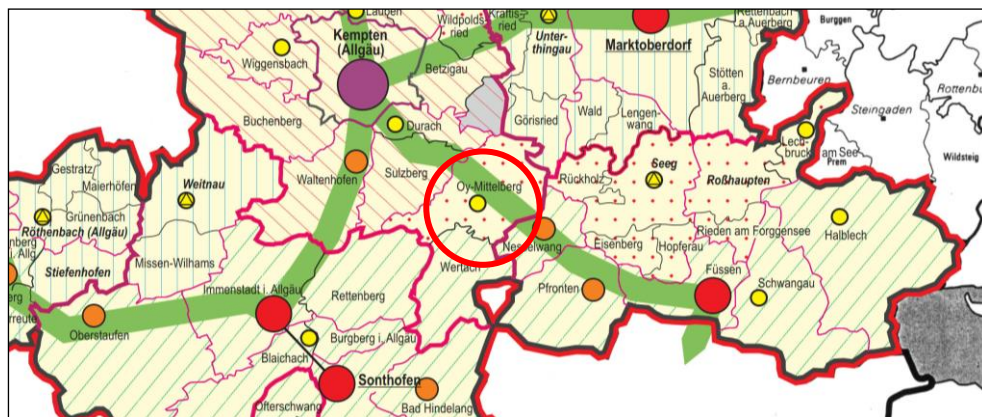 Lauben
Kempten
(Allgäu)
Wildpolds-
ried
Kraftis-
ried
Unter-
thingau
Marktoberdorf
Rettenbach
a.Auerberg
Burggen
Wiggensbach
Betzigau
Bernbeuren
Stötten
a.
Auerberg
Steingaden
Buchenberg
Durach
Görisried
Wald
Lengen-
wang
Lech-
bruck
am See
Prem
Wildsteig
Gestratz
Maierhöfen
Weitnau
Waltenhofen
Sulzberg
Oy-Mittelberg
Rückholz
Seeg
Roßhaupten
Grünenbach
Röthenbach (Allgäu)
Stiefenhofen
Missen-Wilhams
Wertach
Nesselwang
Eisenberg
Hopferau
Rieden am Forggensee
Halblech
Immenstadt i. Allgäu
Rettenberg
Pfronten
Füssen
Schwangau
Oberstaufen
Blaichach
Burgberg i. Allgäu
Sonthofen
Ofterschwang
Bad Hindelang